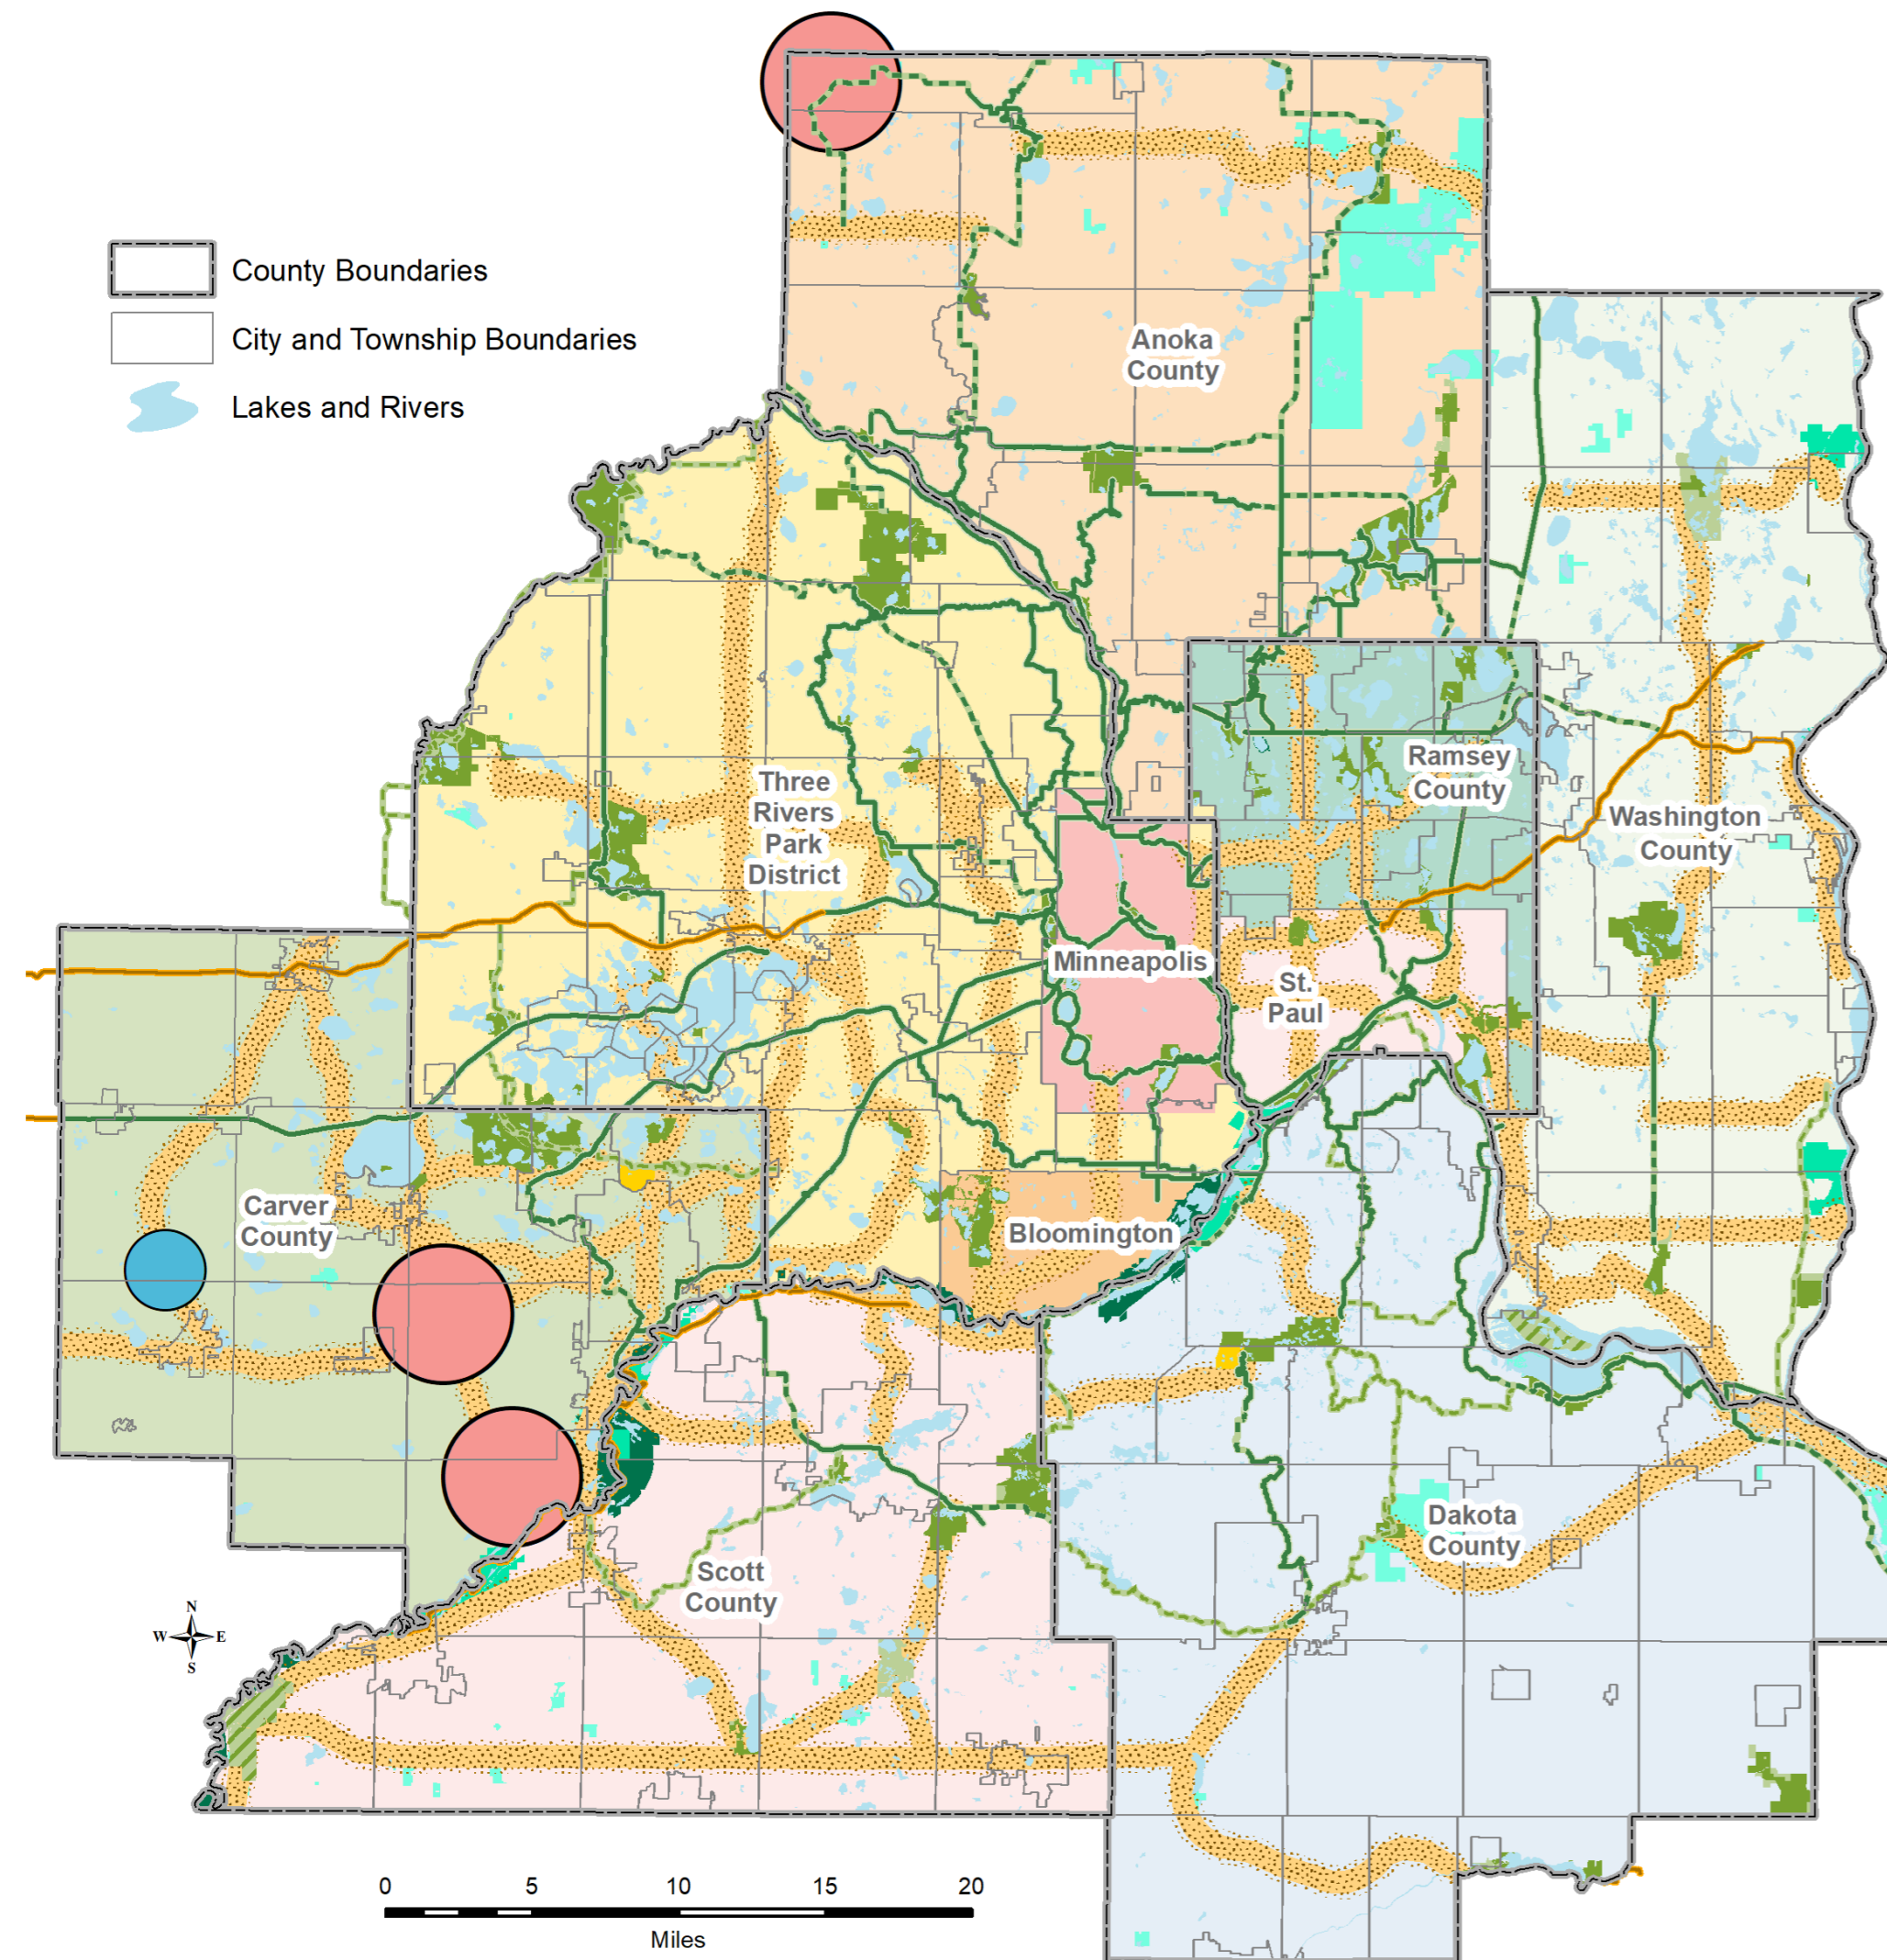 County Boundaries
City and Township Boundaries
Lakes and Rivers
Anoka
County
Three
Rivers
Park
District
Ramsey
County
Washington
County
Minneapolis
St.
Paul
Carver
County
Bloomington
Scott
County
Dakota
County
N
W E
S
0 5 10 15 20
Miles